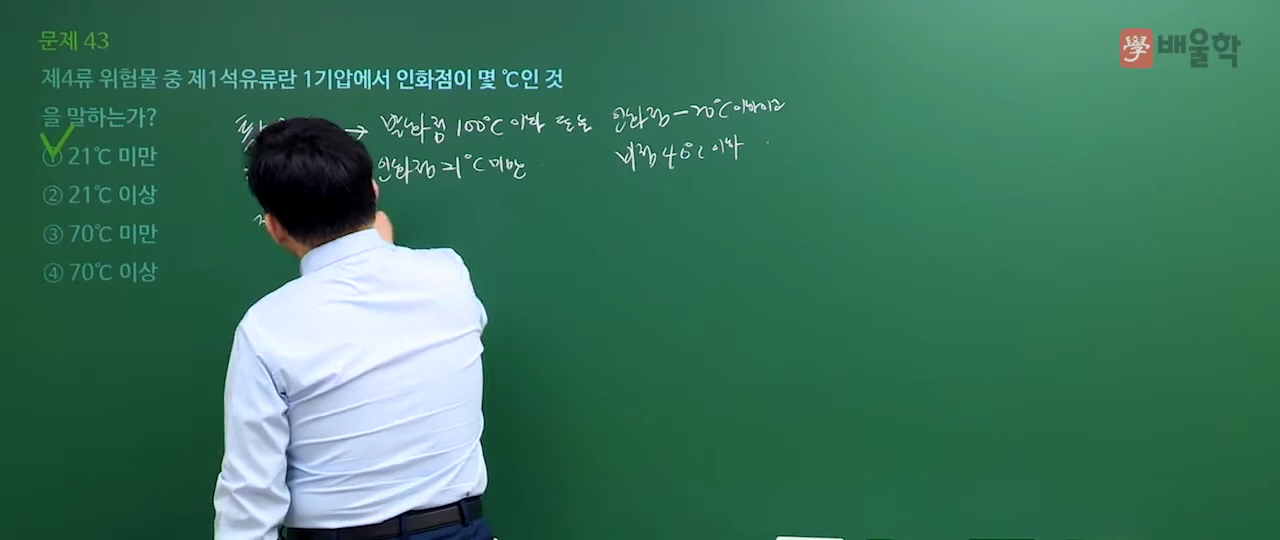 문제 43
學 배울학
제4류 위험물 중 제1석유류란 1기압에서 인화점이 몇 ℃인 것
을 말하는가?
① 21℃ 미만
② 21℃ 이상
③ 70℃ 미만
④ 70℃ 이상
→ 발화점 100℃ 이하 또는 인화점 -20℃ 이하이고
비점 40℃ 이하
인화점 21℃ 미만